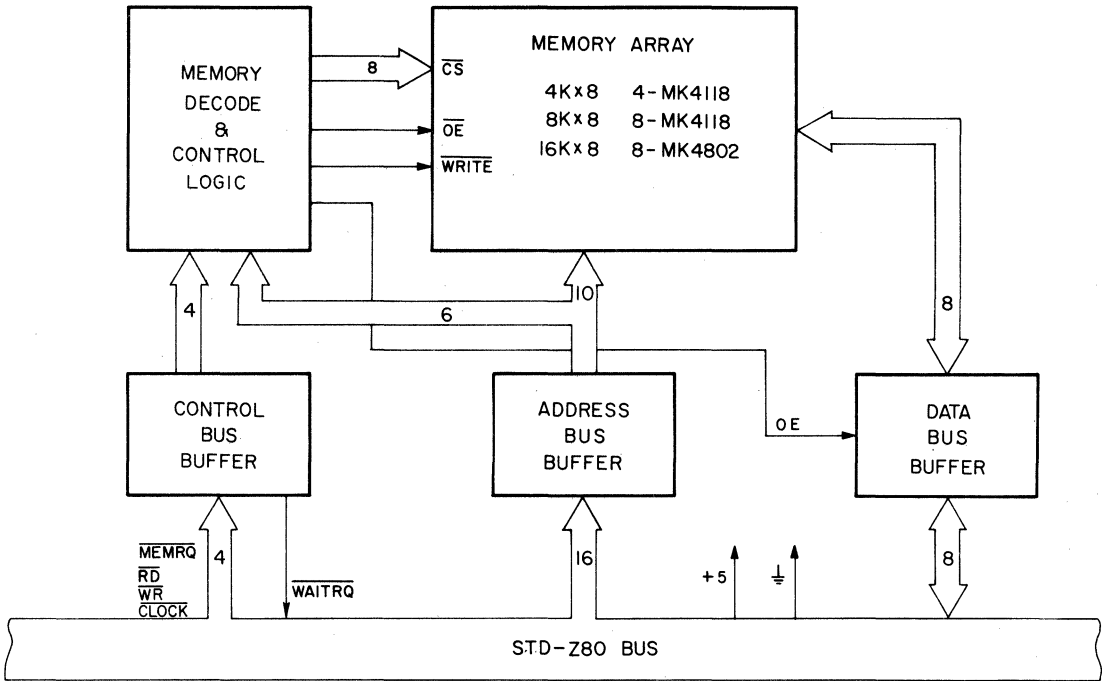 MEMORY
DECODE
&
CONTROL
LOGIC
8
CS
OE
WRITE
MEMORY ARRAY
4K×8 4-MK4118
8K×8 8-MK4118
16K×8 8-MK4802
4
6
10
8
CONTROL
BUS
BUFFER
ADDRESS
BUS
BUFFER
OE
DATA
BUS
BUFFER
MEMRQ
RD
WR
CLOCK
4
WAITRQ
16
+5
8
STD-Z80 BUS